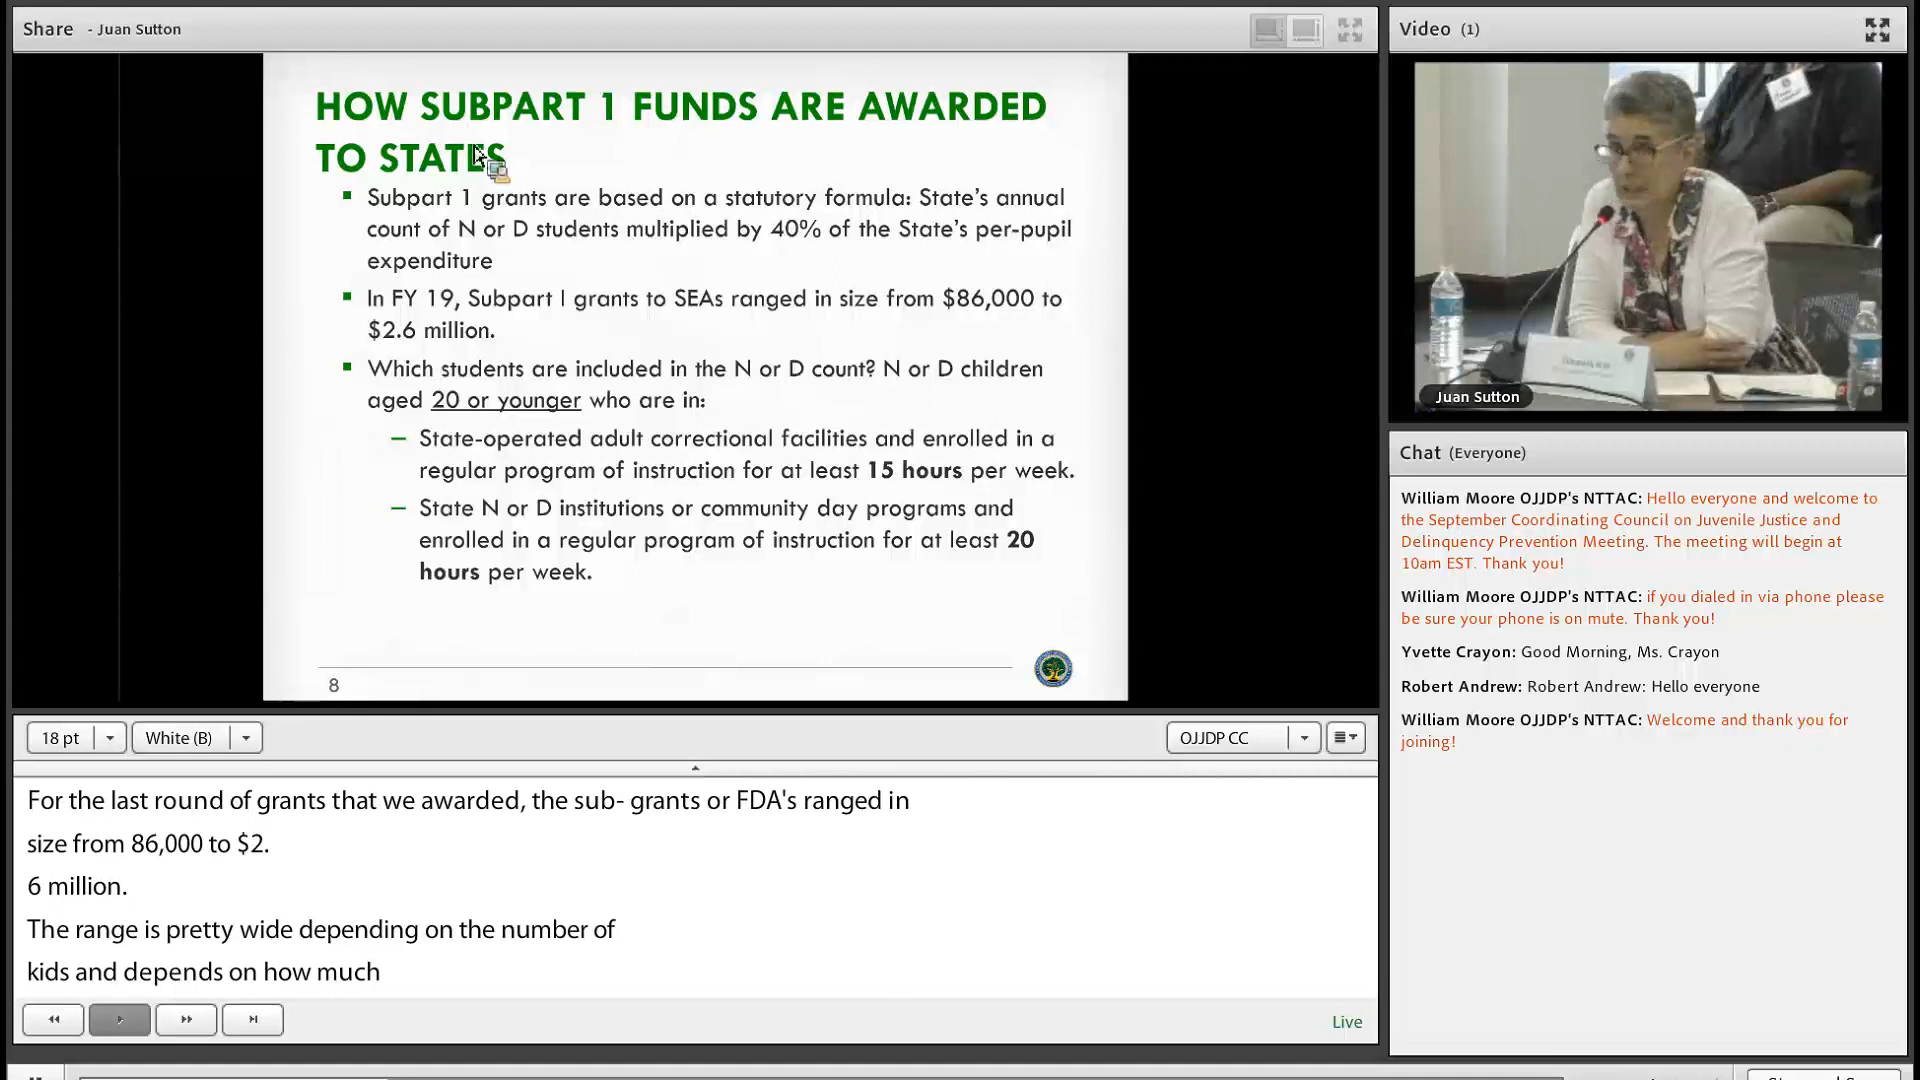 Share - Juan Sutton
HOW SUBPART 1 FUNDS ARE AWARDED
TO STATES
Subpart 1 grants are based on a statutory formula: State's annual
count of N or D students multiplied by 40% of the State's per-pupil
expenditure
In FY 19, Subpart I grants to SEAs ranged in size from $86,000 to
$2.6 million.
Which students are included in the N or D count? N or D children
aged 20 or younger who are in:
– State-operated adult correctional facilities and enrolled in a
regular program of instruction for at least 15 hours per week.
– State N or D institutions or community day programs and
enrolled in a regular program of instruction for at least 20
hours per week.
8
18 pt
White (B)
OJJDP CC
For the last round of grants that we awarded, the sub- grants or FDA's ranged in
size from 86,000 to $2.
6 million.
The range is pretty wide depending on the number of
kids and depends on how much
Live
Video (1)
Juan Sutton
Chat (Everyone)
William Moore OJJDP's NTTAC: Hello everyone and welcome to
the September Coordinating Council on Juvenile Justice and
Delinquency Prevention Meeting. The meeting will begin at
10am EST. Thank you!
William Moore OJJDP's NTTAC: if you dialed in via phone please
be sure your phone is on mute. Thank you!
Yvette Crayon: Good Morning, Ms. Crayon
Robert Andrew: Robert Andrew: Hello everyone
William Moore OJJDP's NTTAC: Welcome and thank you for
joining!